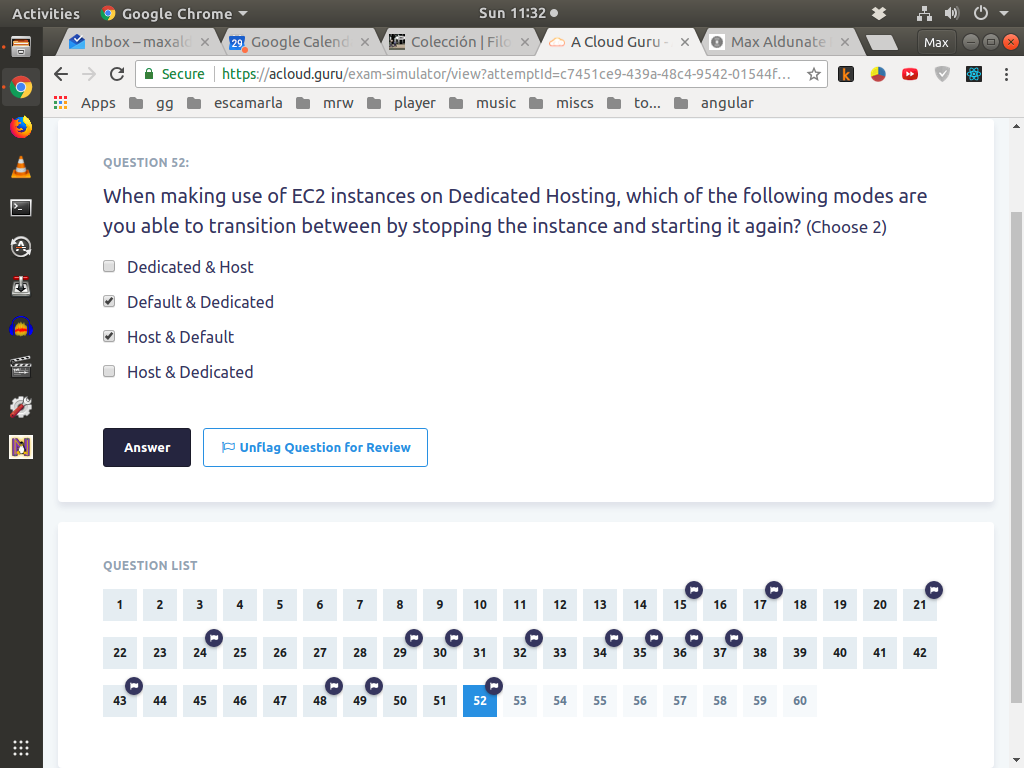 Activities Google Chrome Sun 11:32
Inbox – maxald Google Calend Colección | Filo A Cloud Guru - Max Aldunate Max
Secure https://acloud.guru/exam-simulator/view?attemptId=c7451ce9-439a-48c4-9542-01544f...
Apps gg escamarla mrw player music miscs to... angular
QUESTION 52:
When making use of EC2 instances on Dedicated Hosting, which of the following modes are
you able to transition between by stopping the instance and starting it again? (Choose 2)
Dedicated & Host
Default & Dedicated
Host & Default
Host & Dedicated
Answer Unflag Question for Review
QUESTION LIST
1 2 3 4 5 6 7 8 9 10 11 12 13 14 15 16 17 18 19 20 21
22 23 24 25 26 27 28 29 30 31 32 33 34 35 36 37 38 39 40 41 42
43 44 45 46 47 48 49 50 51 52 53 54 55 56 57 58 59 60